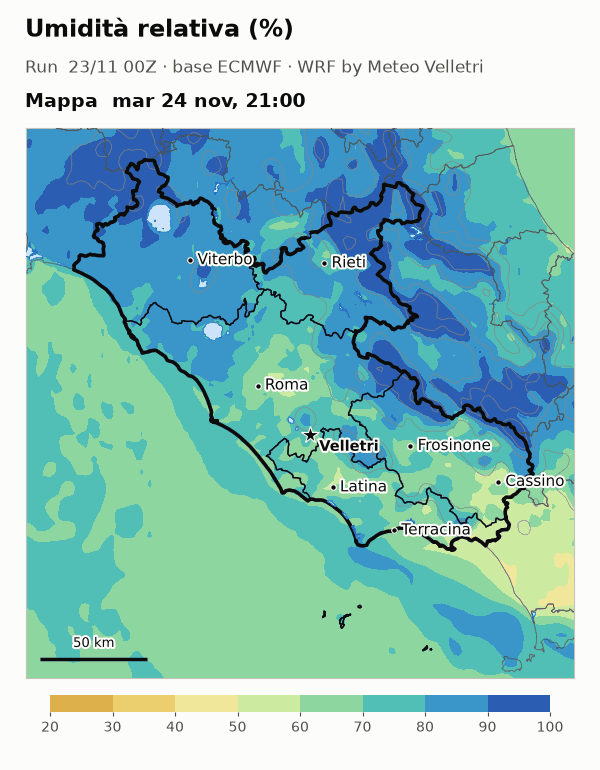 Umidità relativa (%)
Run  23/11 00Z · base ECMWF · WRF by Meteo Velletri
Mappa  mar 24 nov, 21:00
Viterbo
Rieti
Roma
Velletri
Frosinone
Cassino
Latina
Terracina
50 km
20 30 40 50 60 70 80 90 100